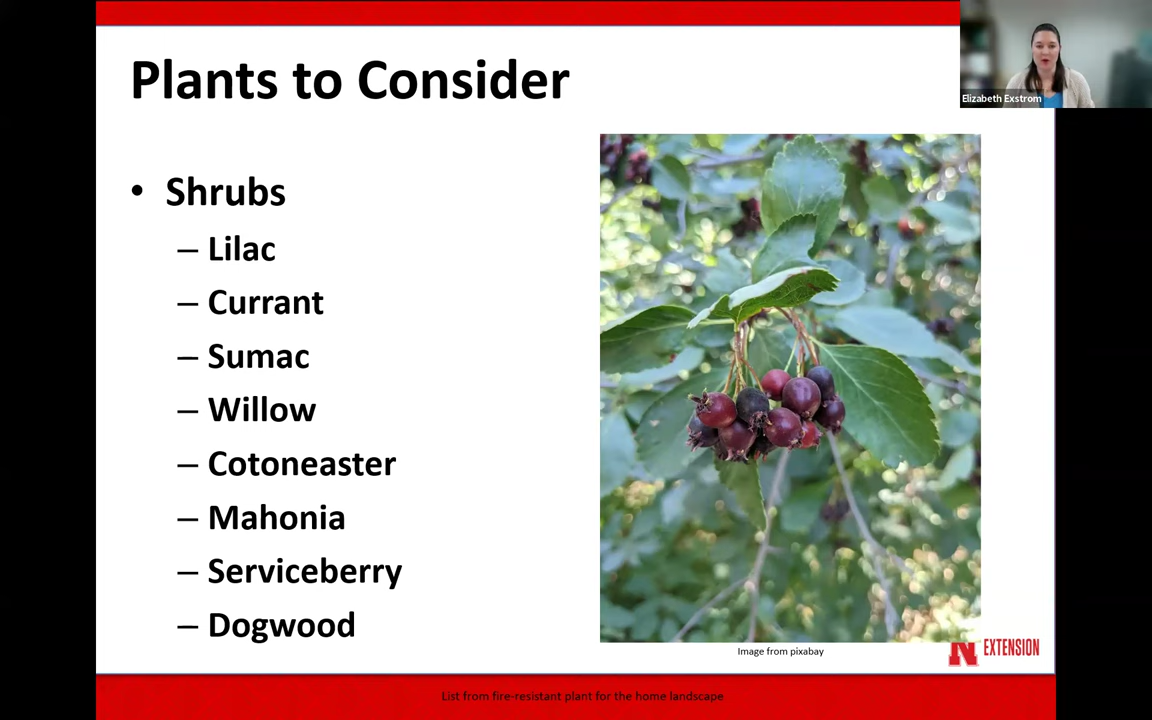 Plants to Consider
Elizabeth Exstrom
• Shrubs
– Lilac
– Currant
– Sumac
– Willow
– Cotoneaster
– Mahonia
– Serviceberry
– Dogwood
Image from pixabay
N EXTENSION
List from fire-resistant plant for the home landscape